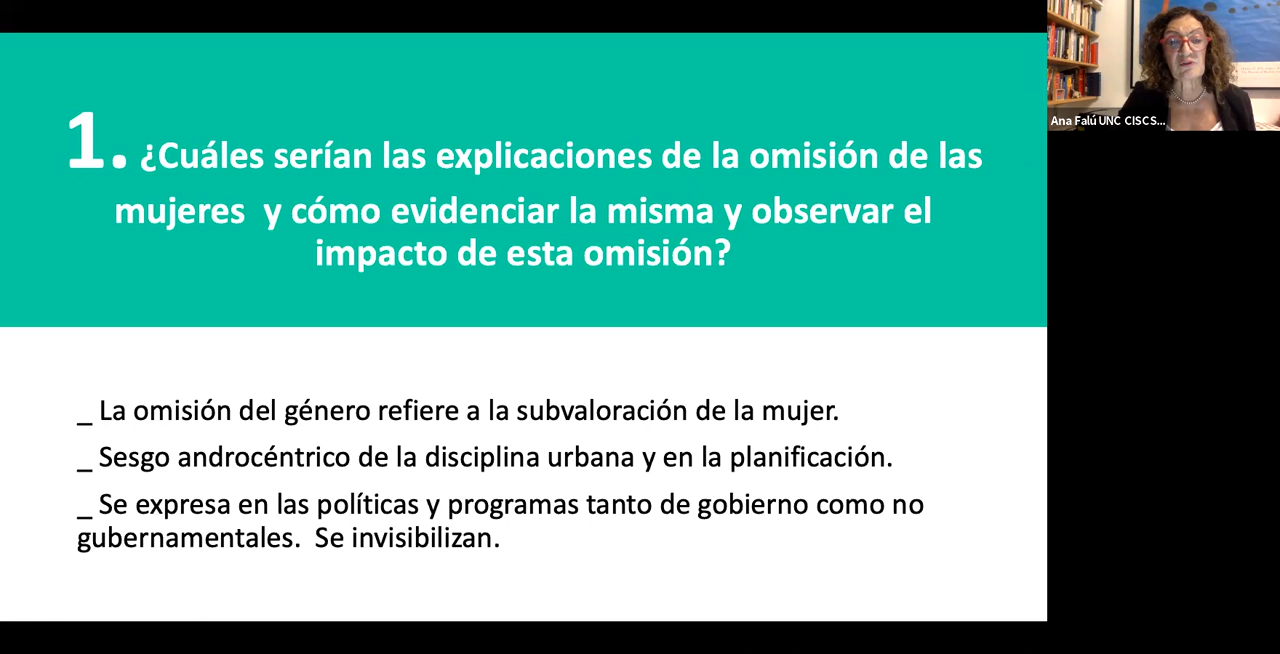 1. ¿Cuáles serían las explicaciones de la omisión de las
mujeres y cómo evidenciar la misma y observar el
impacto de esta omisión?
_ La omisión del género refiere a la subvaloración de la mujer.
_ Sesgo androcéntrico de la disciplina urbana y en la planificación.
_ Se expresa en las políticas y programas tanto de gobierno como no
gubernamentales. Se invisibilizan.
Ana Falú UNC CISCS...